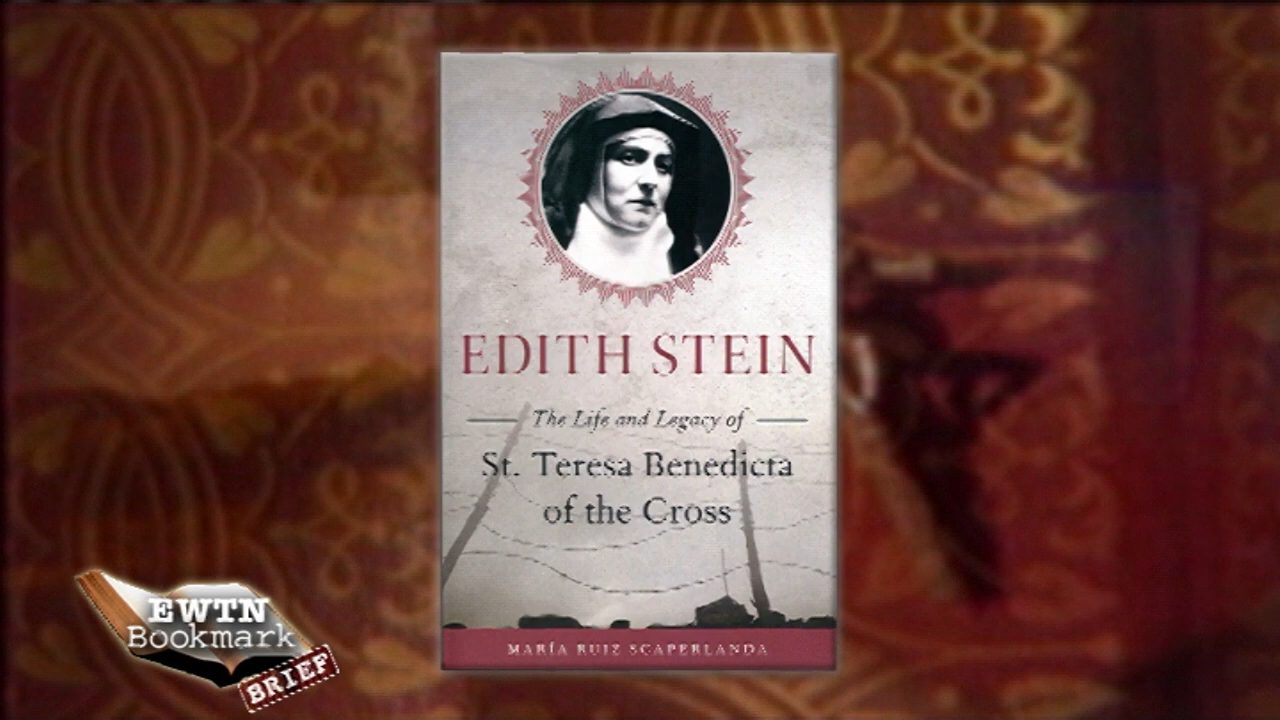 EDITH STEIN
The Life and Legacy of
St. Teresa Benedicta
of the Cross
MARÍA RUIZ SCAPERLANDA
EWTN
Bookmark
BRIEF